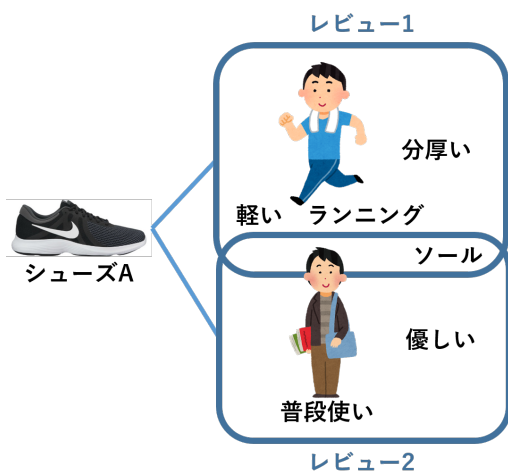 レビュー1
分厚い
軽い ランニング
ソール
シューズA
優しい
普段使い
レビュー2